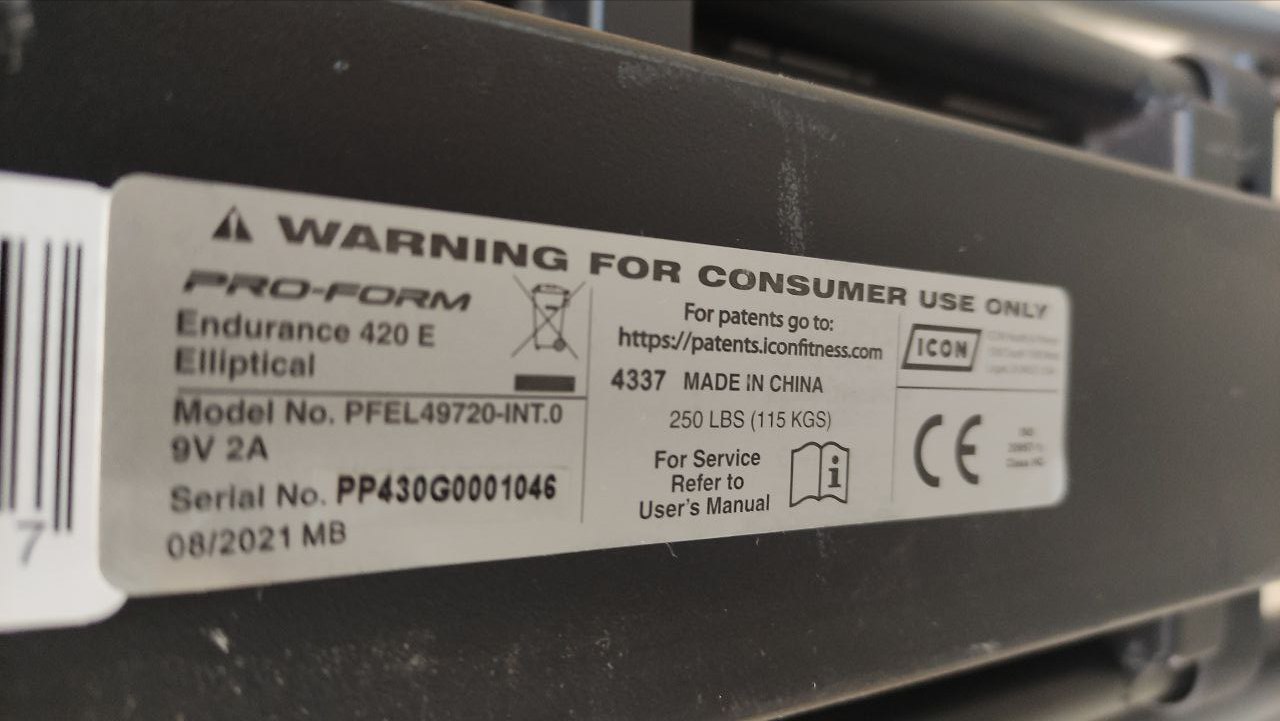 WARNING FOR CONSUMER USE ONLY
PRO-FORM
Endurance 420 E
Elliptical
Model No. PFEL49720-INT.0
9V 2A
Serial No. PP430G0001046
08/2021 MB
For patents go to:
https://patents.iconfitness.com
4337 MADE IN CHINA
250 LBS (115 KGS)
For Service
Refer to
User's Manual
i
ICON
CE
7